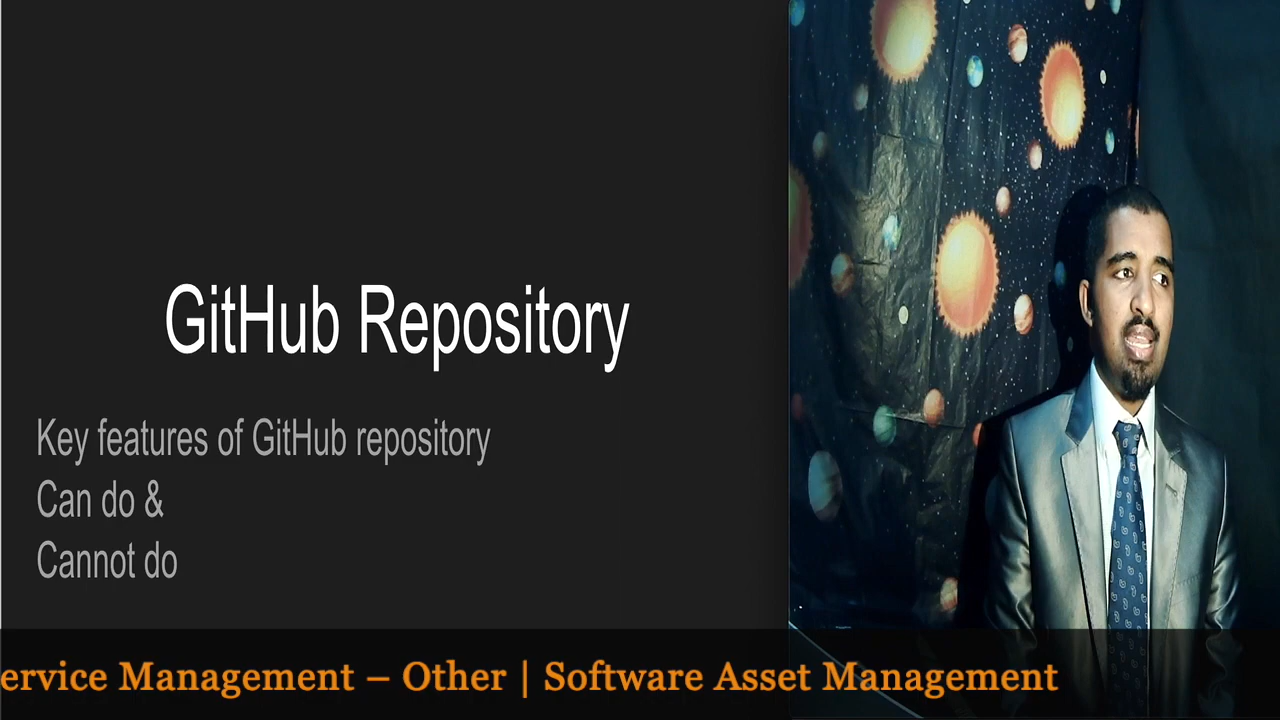 GitHub Repository
Key features of GitHub repository
Can do &
Cannot do
ervice Management – Other | Software Asset Management